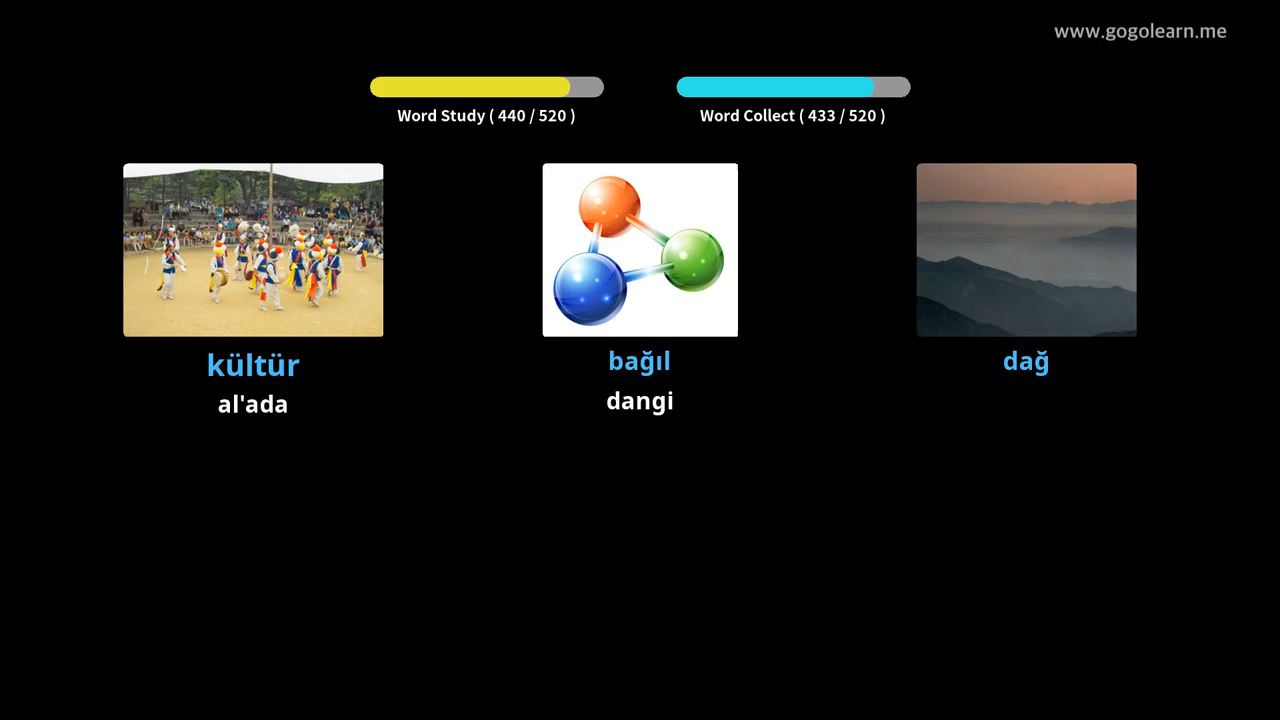 www.gogolearn.me
Word Study ( 440 / 520 )
Word Collect ( 433 / 520 )
kültür
al'ada
bağıl
dangi
dağ